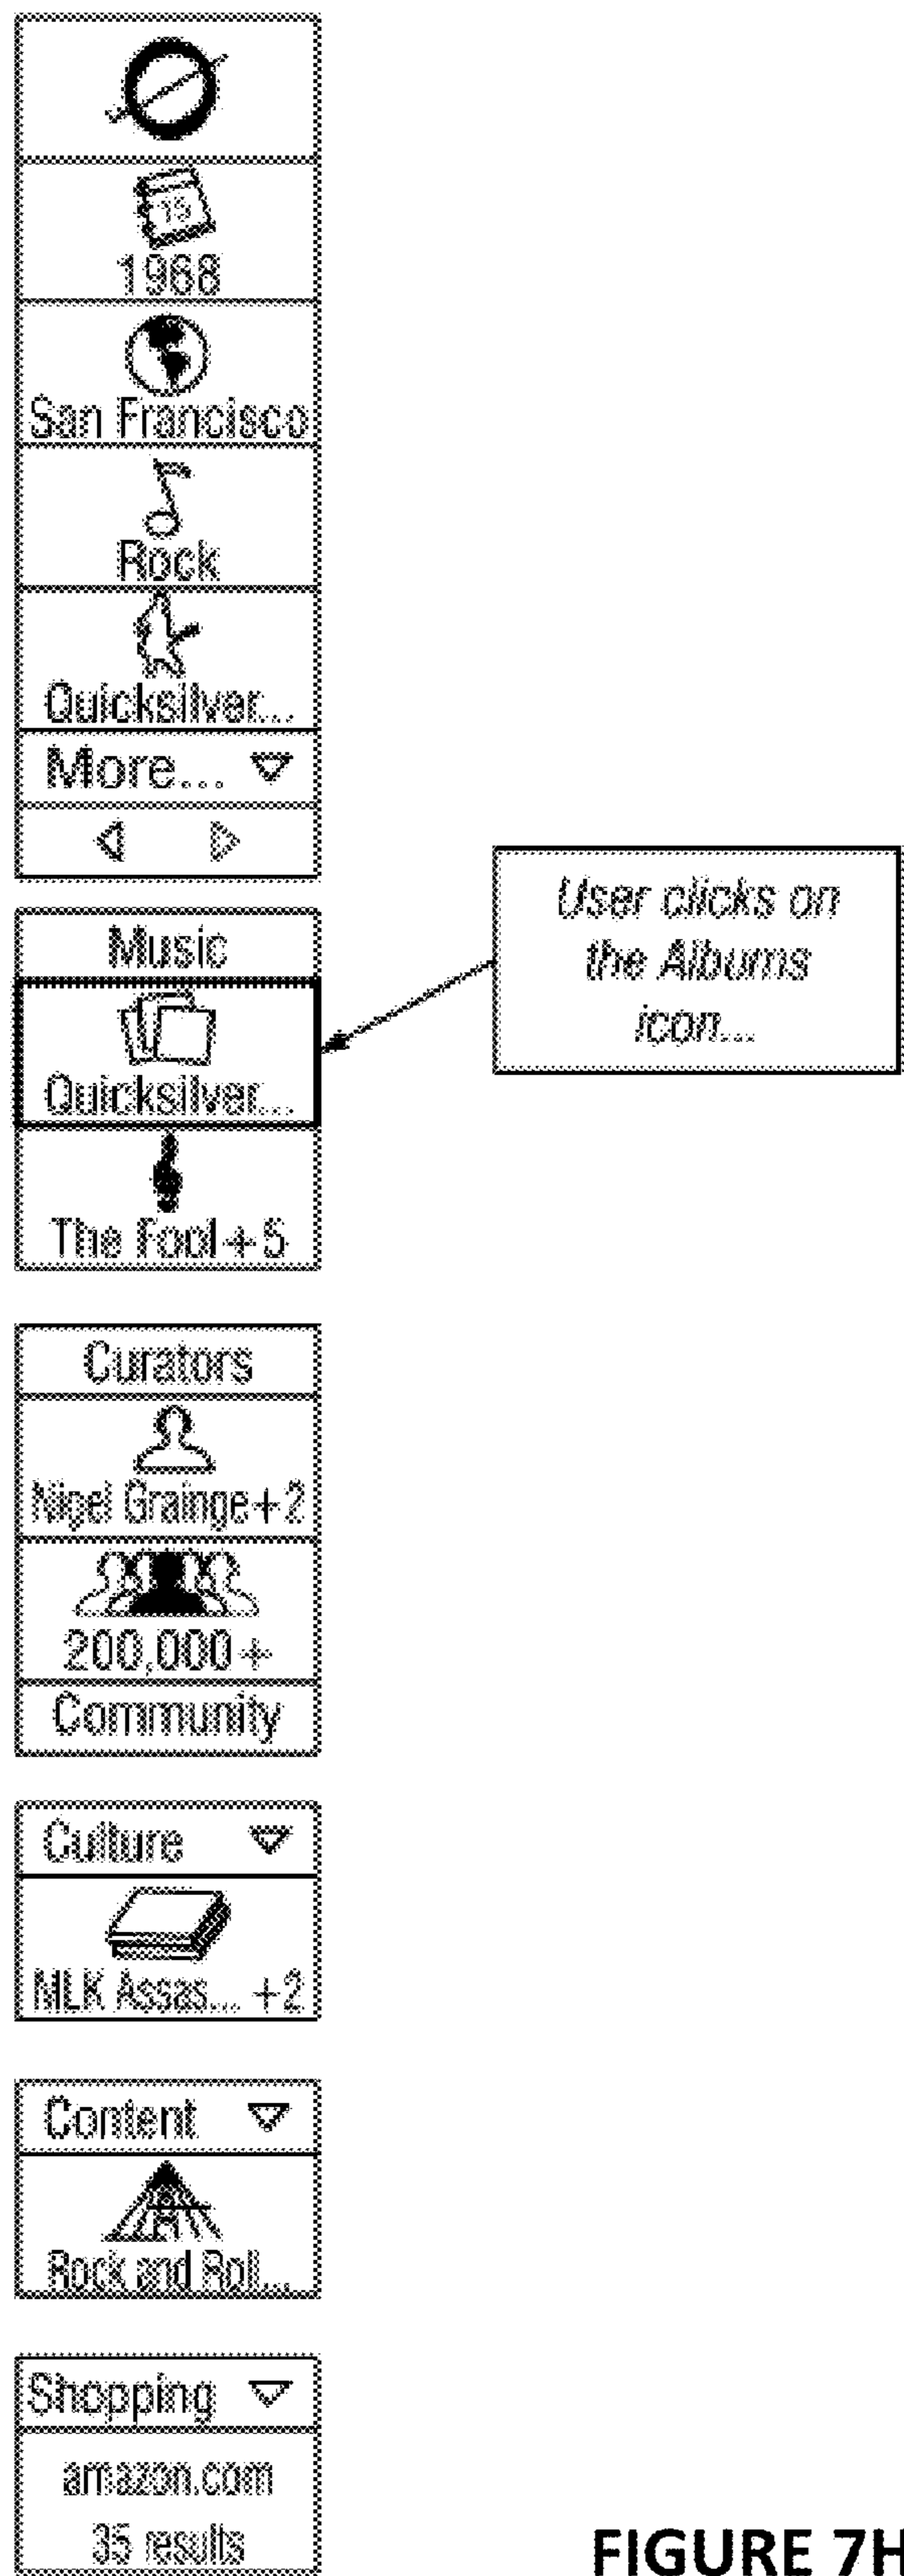 15
1968
San Francisco
Rock
Quicksilver...
More...
Music
Quicksilver...
The Fool +5
User clicks on
the Albums
icon...
Curators
Nigel Grainge+2
200,000+
Community
Culture
MLK Assas... +2
Content
Rock and Roll...
Shopping
amazon.com
35 results
FIGURE 7H